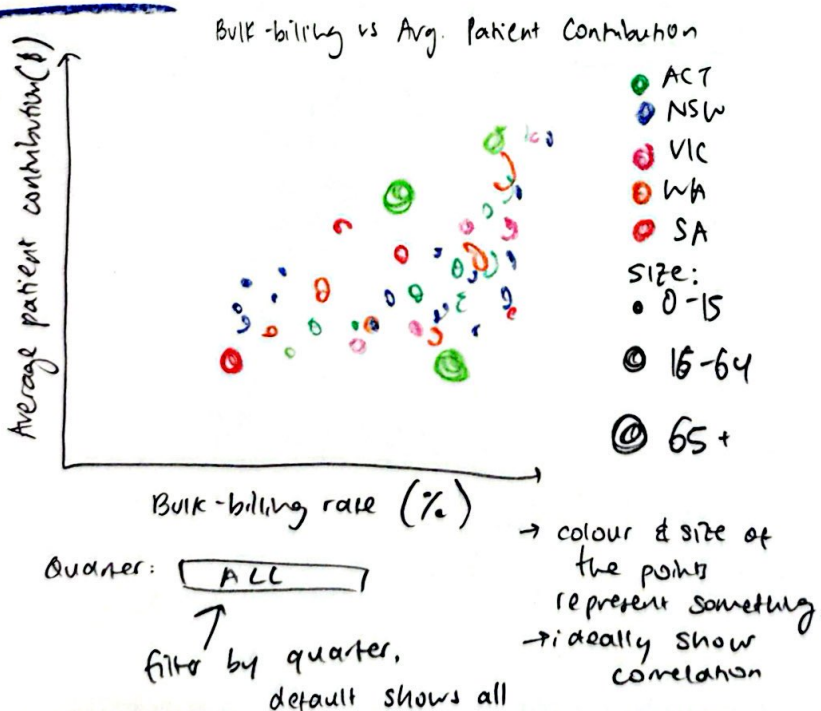 Bulk-billing vs Avg. Patient Contribution
Average patient contribution($)
ACT
NSW
VIC
WA
SA
SIZE:
0-15
16-64
65+
Bulk-billing rate (%)
Quarter: ALL
filter by quarter,
default shows all
→ colour & size of
the points
represent something
→ ideally show
correlation